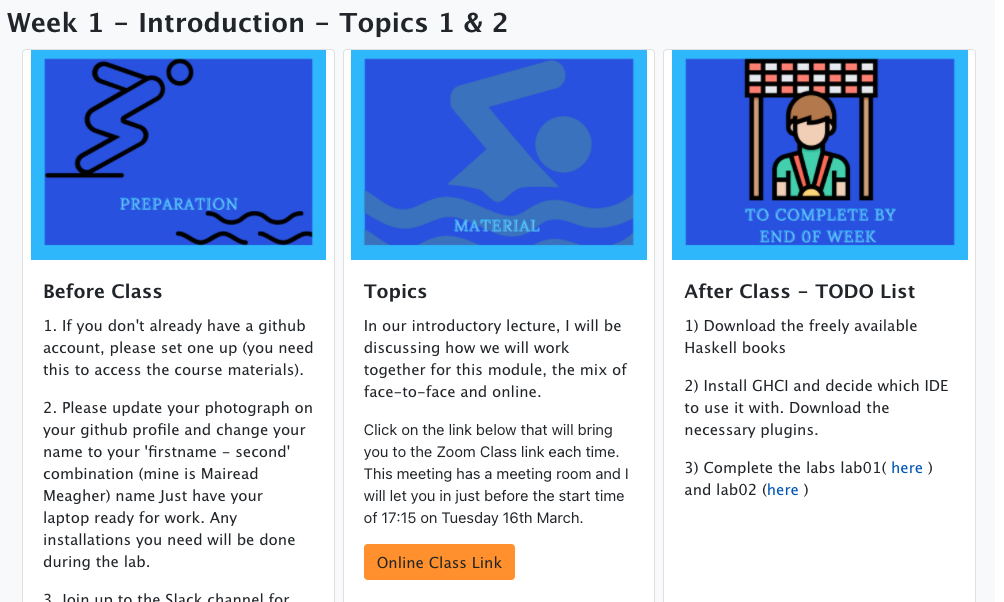 Week 1 – Introduction – Topics 1 & 2
PREPARATION
Before Class
1. If you don't already have a github
account, please set one up (you need
this to access the course materials).
2. Please update your photograph on
your github profile and change your
name to your 'firstname – second'
combination (mine is Mairead
Meagher) name Just have your
laptop ready for work. Any
installations you need will be done
during the lab.
3. Join up to the Slack channel for
MATERIAL
Topics
In our introductory lecture, I will be
discussing how we will work
together for this module, the mix of
face-to-face and online.
Click on the link below that will bring
you to the Zoom Class link each time.
This meeting has a meeting room and I
will let you in just before the start time
of 17:15 on Tuesday 16th March.
Online Class Link
TO COMPLETE BY
END 0F WEEK
After Class – TODO List
1) Download the freely available
Haskell books
2) Install GHCI and decide which IDE
to use it with. Download the
necessary plugins.
3) Complete the labs lab01( here )
and lab02 (here )